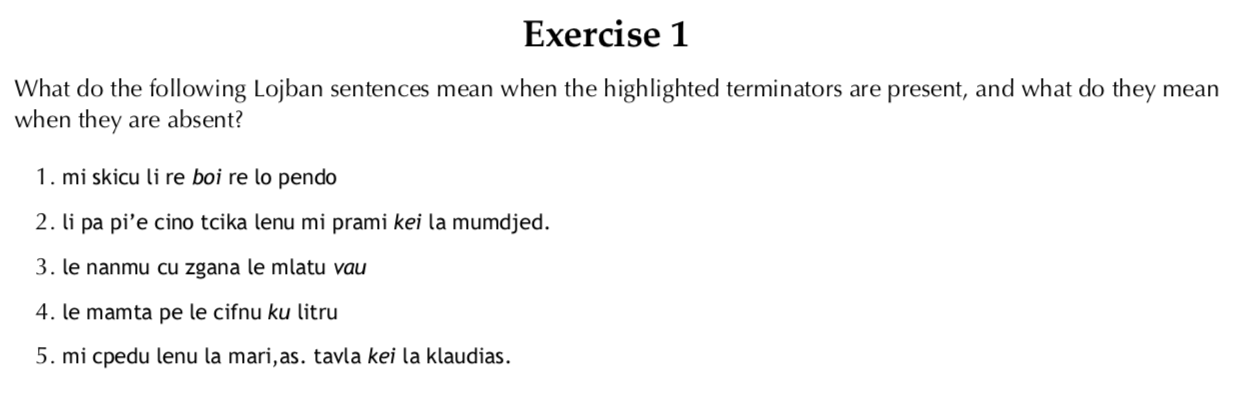 Exercise 1
What do the following Lojban sentences mean when the highlighted terminators are present, and what do they mean
when they are absent?
1. mi skicu li re boi re lo pendo
2. li pa pi’e cino tcika lenu mi prami kei la mumdjed.
3. le nanmu cu zgana le mlatu vau
4. le mamta pe le cifnu ku litru
5. mi cpedu lenu la mari,as. tavla kei la klaudias.